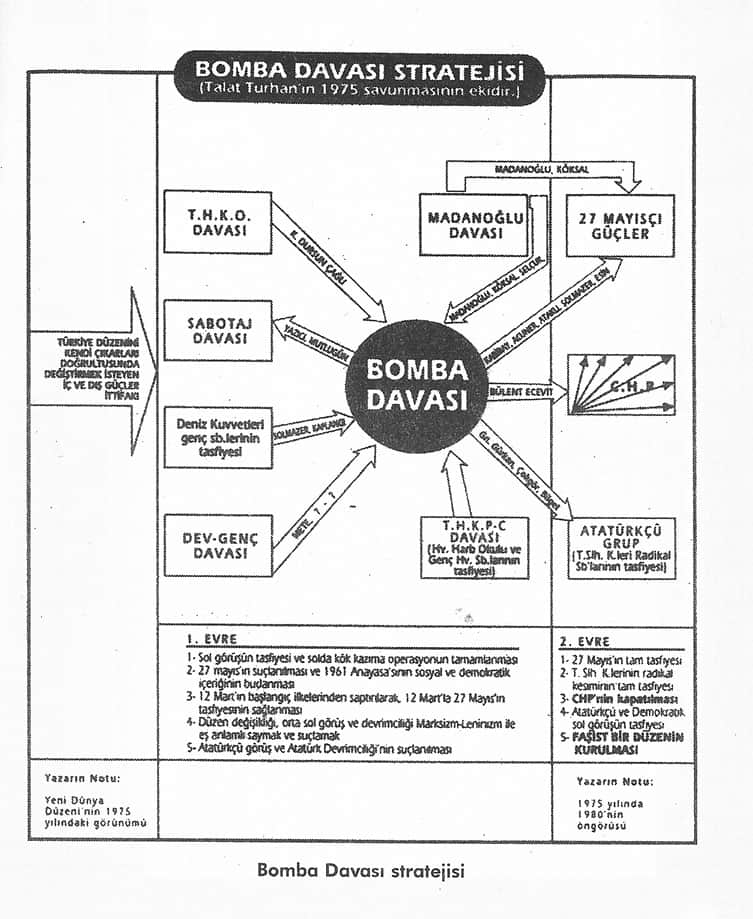 BOMBA DAVASI STRATEJİSİ
(Talat Turhan'ın 1975 savunmasının ekidir.)
MADANOĞLU, KÖKSAL
T.H.K.O.
DAVASI
MADANOĞLU
DAVASI
27 MAYISÇI
GÜÇLER
K. DURSUN ÇAĞLI
MADANOĞLU, KÖKSAL, SELÇUK
KABİBAY, ACUNER, ATAKLI, SOLMAZER, ESİN
SABOTAJ
DAVASI
YAZICI, MUTLUGÜN
TÜRKİYE DÜZENİNİ
KENDİ ÇIKARLARI
DOĞRULTUSUNDA
DEĞİŞTİRMEK İSTEYEN
İÇ VE DIŞ GÜÇLER
İTTİFAKI
BOMBA
DAVASI
BÜLENT ECEVİT
C.H.P.
Deniz Kuvvetleri
genç sb.lerinin
tasfiyesi
SOLMAZER,
DEV-GENÇ
DAVASI
METE, ? - ?
T.H.K.P-C
DAVASI
(Hv. Harb Okulu ve
Genç Hv. Sb.larının
tasfiyesi)
Gürkan, Çelikgör,
ATATÜRKÇÜ
GRUP
(T.Slh. K.leri Radikal
Sb'larının tasfiyesi)
1. EVRE
1- Sol görüşün tasfiyesi ve solda kök kazıma operasyonun tamamlanması
2- 27 mayıs'ın suçlanması ve 1961 Anayasa'sının sosyal ve demokratik
içeriğinin budanması
3- 12 Mart'ın başlangıç ilkelerinden saptırılarak, 12 Mart'la 27 Mayıs'ın
tasfiyesinin sağlanması
4- Düzen değişikliği, orta sol görüş ve devrimciliği Marksizm-Leninizm ile
eş anlamlı saymak ve suçlamak
5- Atatürkçü görüş ve Atatürk Devrimciliği'nin suçlanılması
2. EVRE
1- 27 Mayıs'ın tam tasfiyesi
2- T. Slh K.lerinin radikal
kesiminin tam tasfiyesi
3- CHP'nin kapatılması
4- Atatürkçü ve Demokratik
sol görüşün tasfiyesi
5- FAŞİST BİR DÜZENİN
KURULMASI
Yazarın Notu:
Yeni Dünya
Düzeni'nin 1975
yılındaki görünümü
Yazarın Notu:
1975 yılında
1980'nin
öngörüsü
Bomba Davası stratejisi